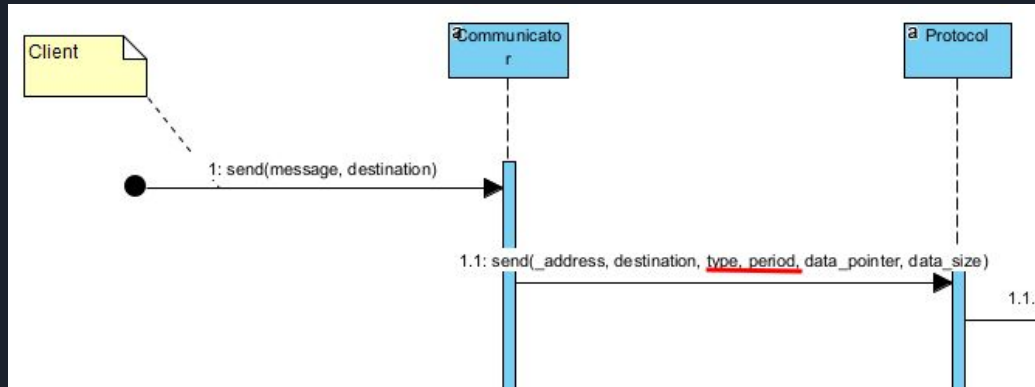 Client
a Communicato
r
a Protocol
1: send(message, destination)
1.1: send(_address, destination, type, period, data_pointer, data_size)
1.1.